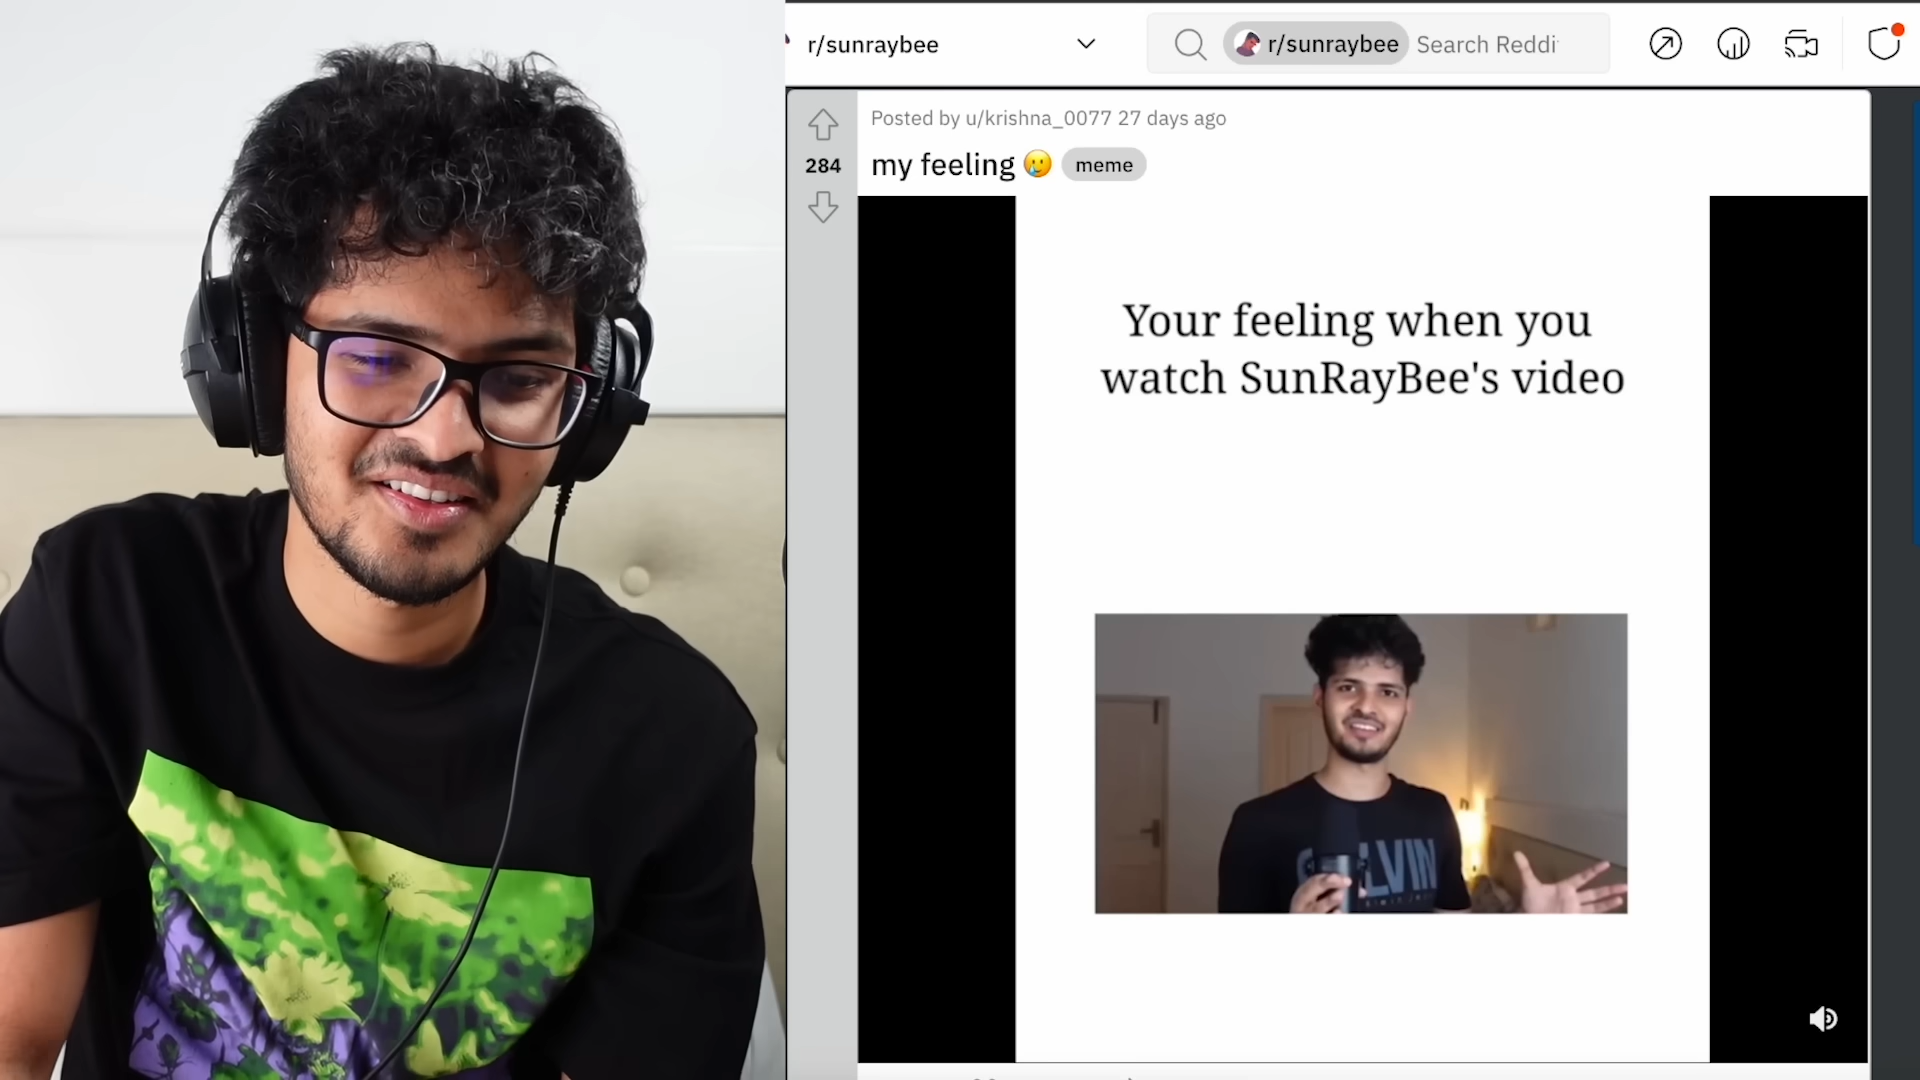 r/sunraybee
r/sunraybee Search Reddi
Posted by u/krishna_0077 27 days ago
284
my feeling 🥲 meme
Your feeling when you
watch SunRayBee's video
LVIN